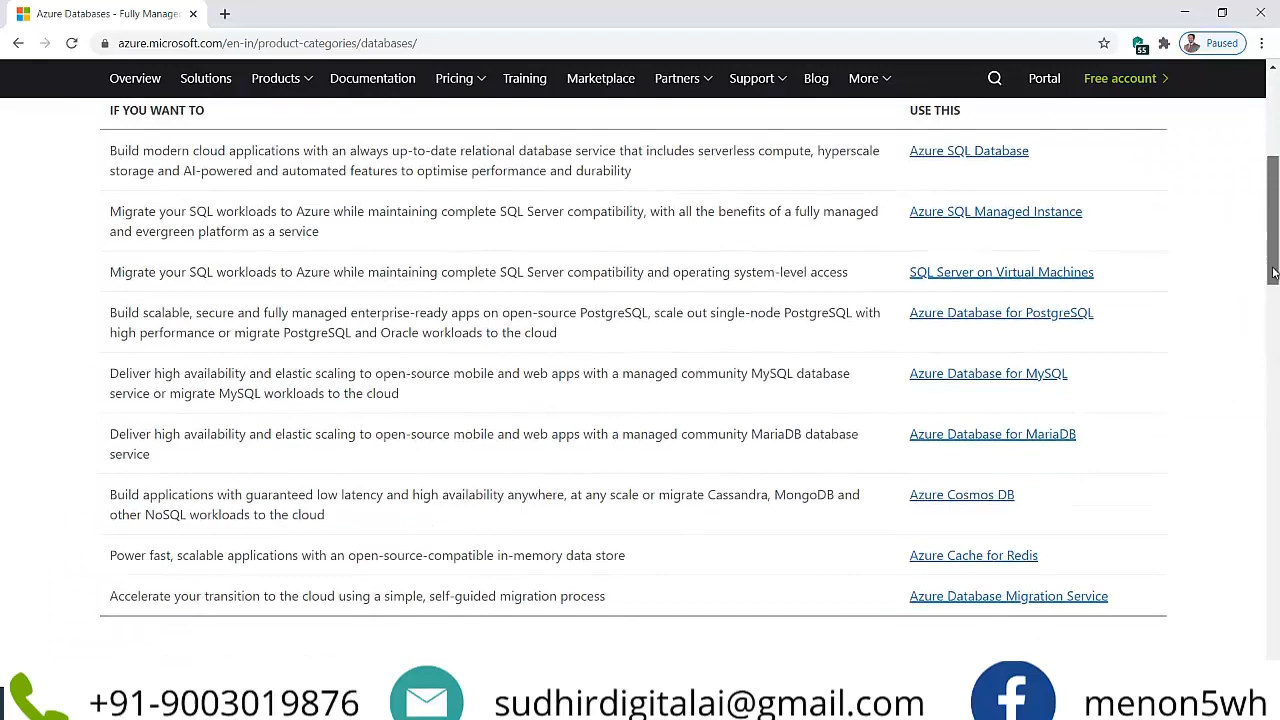 Azure Databases - Fully Manage
azure.microsoft.com/en-in/product-categories/databases/
55
Paused
Overview Solutions Products Documentation Pricing Training Marketplace Partners Support Blog More Portal Free account
IF YOU WANT TO USE THIS
Build modern cloud applications with an always up-to-date relational database service that includes serverless compute, hyperscale Azure SQL Database
storage and AI-powered and automated features to optimise performance and durability
Migrate your SQL workloads to Azure while maintaining complete SQL Server compatibility, with all the benefits of a fully managed Azure SQL Managed Instance
and evergreen platform as a service
Migrate your SQL workloads to Azure while maintaining complete SQL Server compatibility and operating system-level access SQL Server on Virtual Machines
Build scalable, secure and fully managed enterprise-ready apps on open-source PostgreSQL, scale out single-node PostgreSQL with Azure Database for PostgreSQL
high performance or migrate PostgreSQL and Oracle workloads to the cloud
Deliver high availability and elastic scaling to open-source mobile and web apps with a managed community MySQL database Azure Database for MySQL
service or migrate MySQL workloads to the cloud
Deliver high availability and elastic scaling to open-source mobile and web apps with a managed community MariaDB database Azure Database for MariaDB
service
Build applications with guaranteed low latency and high availability anywhere, at any scale or migrate Cassandra, MongoDB and Azure Cosmos DB
other NoSQL workloads to the cloud
Power fast, scalable applications with an open-source-compatible in-memory data store Azure Cache for Redis
Accelerate your transition to the cloud using a simple, self-guided migration process Azure Database Migration Service
+91-9003019876 sudhirdigitalai@gmail.com menon5wh